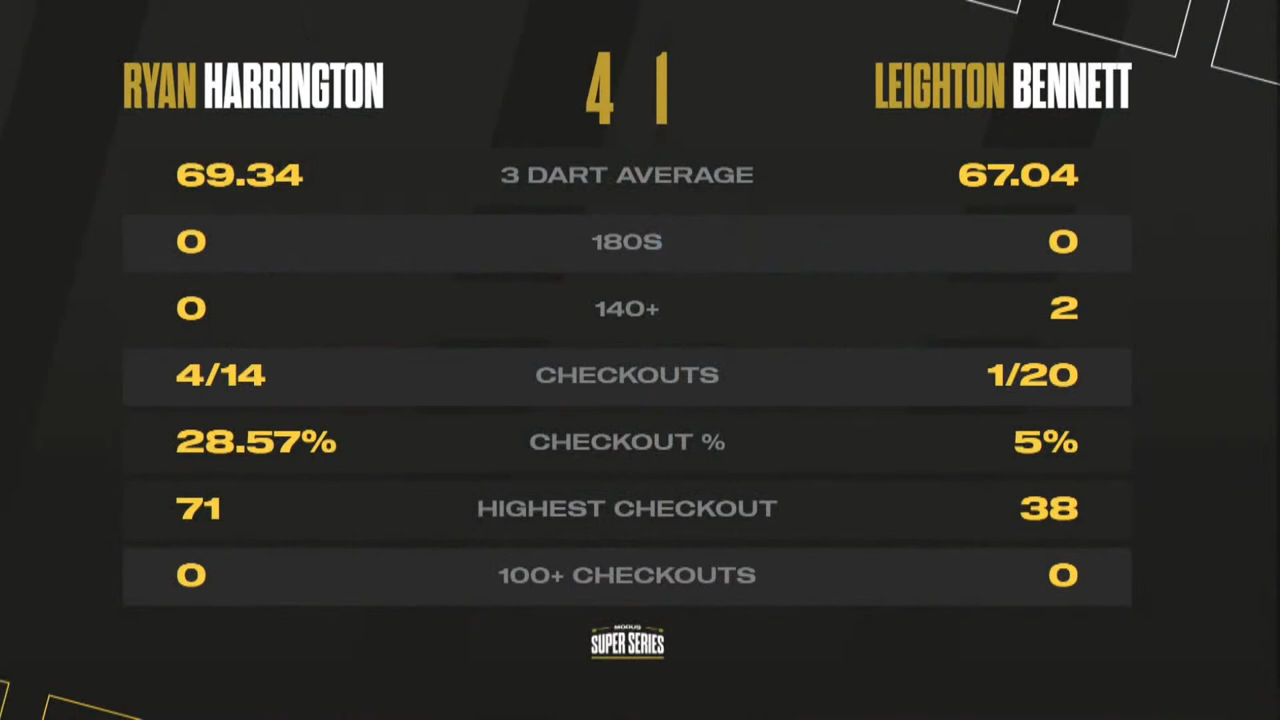 RYAN HARRINGTON 4 1 LEIGHTON BENNETT
69.34 3 DART AVERAGE 67.04
0 180S 0
0 140+ 2
4/14 CHECKOUTS 1/20
28.57% CHECKOUT % 5%
71 HIGHEST CHECKOUT 38
0 100+ CHECKOUTS 0
MODUS
SUPER SERIES